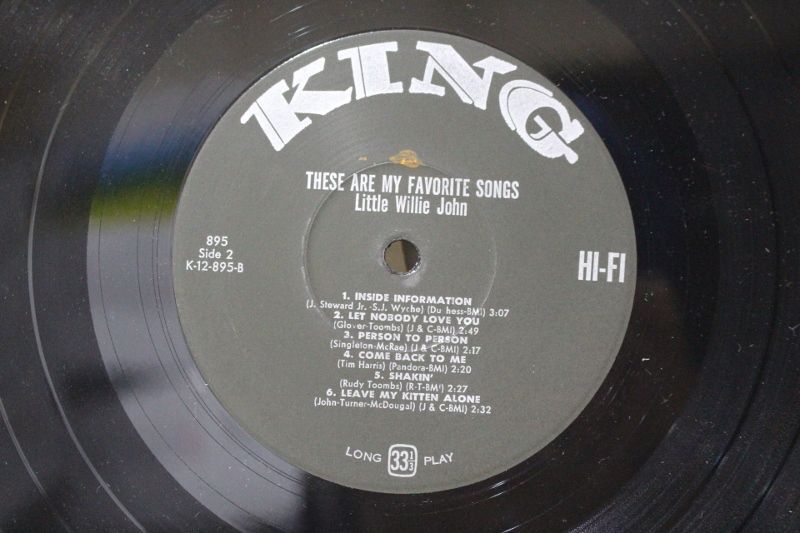 KING
THESE ARE MY FAVORITE SONGS
Little Willie John
895
Side 2
K-12-895-B
HI-FI
1. INSIDE INFORMATION
(J. Steward Jr. -S.J. Wyche) (Du hess-BMI) 3:07
2. LET NOBODY LOVE YOU
(Glover-Toombs) (J & C-BMI) 2:49
3. PERSON TO PERSON
(Singleton-McRae) (J & C-BMI) 2:17
4. COME BACK TO ME
(Tim Harris) (Pandora-BMI) 2:20
5. SHAKIN'
(Rudy Toombs) (R-T-BMI) 2:27
6. LEAVE MY KITTEN ALONE
(John-Turner-McDougal) (J & C-BMI) 2:32
LONG 33 1/3 PLAY